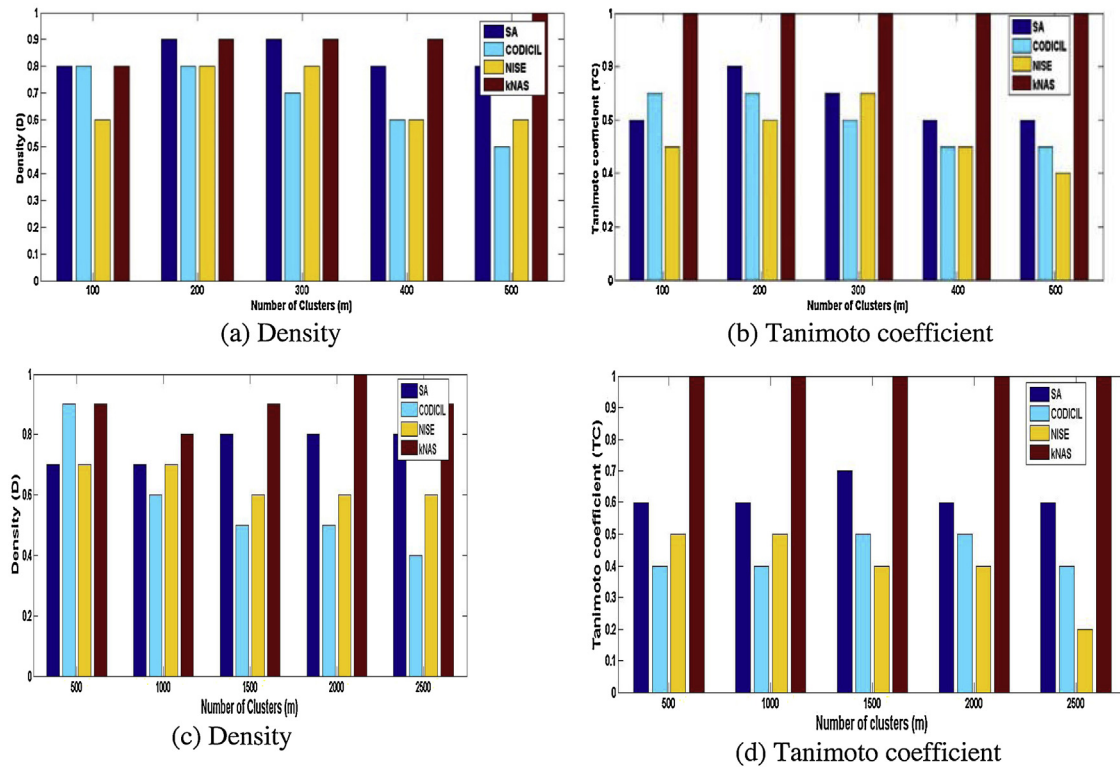 1
0.9
0.8
0.7
0.6
0.5
0.4
0.3
0.2
0.1
0
Density (D)
SA
CODICIL
NISE
kNAS
100
200
300
400
500
Number of Clusters (m)
(a) Density
1
0.8
0.6
0.4
0.2
0
Tanimoto coefficient (TC)
SA
CODICIL
NISE
kNAS
100
200
300
400
500
Number of Clusters (m)
(b) Tanimoto coefficient
1
0.8
0.6
0.4
0.2
0
Density (D)
SA
CODICIL
NISE
kNAS
500
1000
1500
2000
2500
Number of Clusters (m)
(c) Density
1
0.9
0.8
0.7
0.6
0.5
0.4
0.3
0.2
0.1
0
Tanimoto coefficient (TC)
SA
CODICIL
NISE
kNAS
500
1000
1500
2000
2500
Number of clusters (m)
(d) Tanimoto coefficient